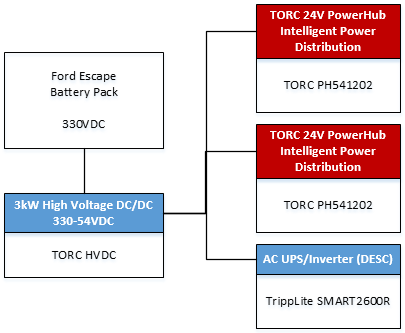 Ford Escape
Battery Pack
330VDC
3kW High Voltage DC/DC
330-54VDC
TORC HVDC
TORC 24V PowerHub
Intelligent Power
Distribution
TORC PH541202
TORC 24V PowerHub
Intelligent Power
Distribution
TORC PH541202
AC UPS/Inverter (DESC)
TrippLite SMART2600R